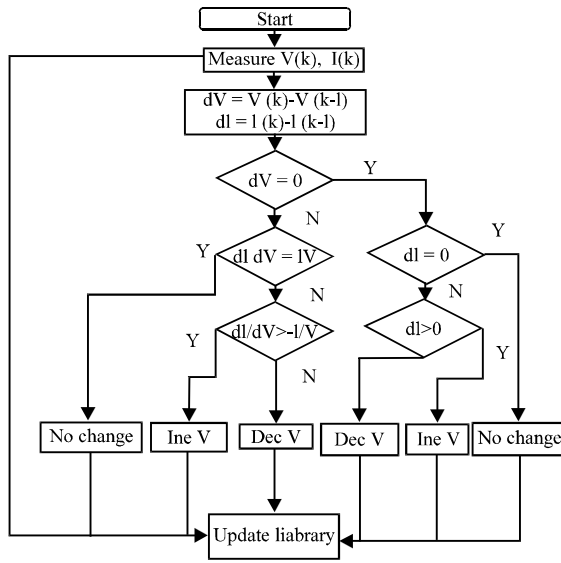 Start
Measure V(k), I(k)
dV = V (k)-V (k-l)
dl = l (k)-l (k-l)
dV = 0
Y
N
dl dV = lV
Y
N
dl = 0
Y
N
dl/dV>-l/V
Y
N
dl>0
Y
No change
Ine V
Dec V
Dec V
Ine V
No change
Update liabrary